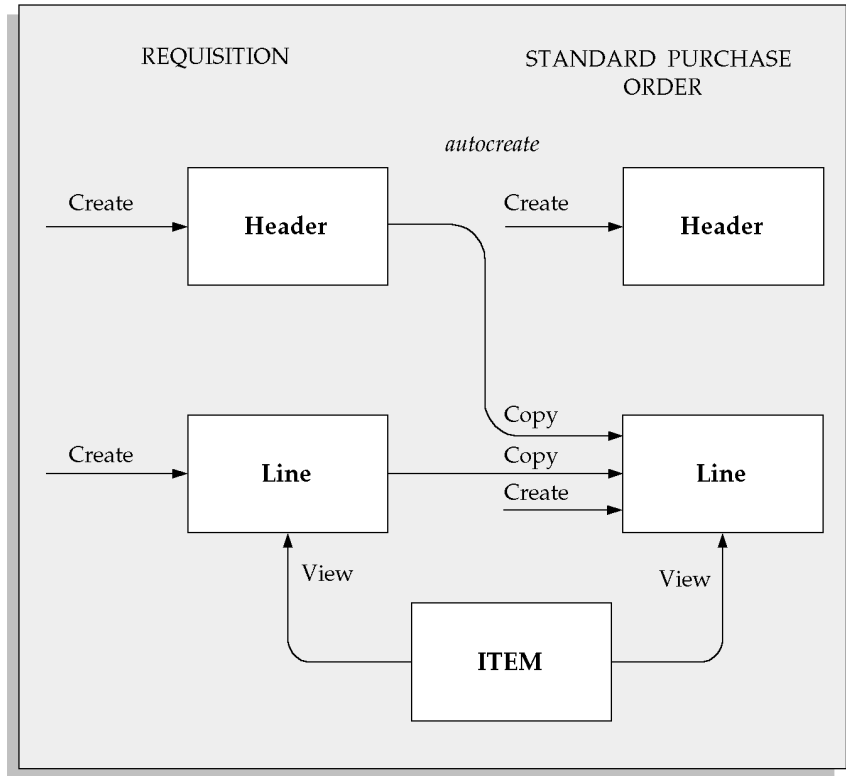 REQUISITION
STANDARD PURCHASE
ORDER
autocreate
Create
Header
Create
Header
Copy
Create
Line
Copy
Create
Line
View
View
ITEM